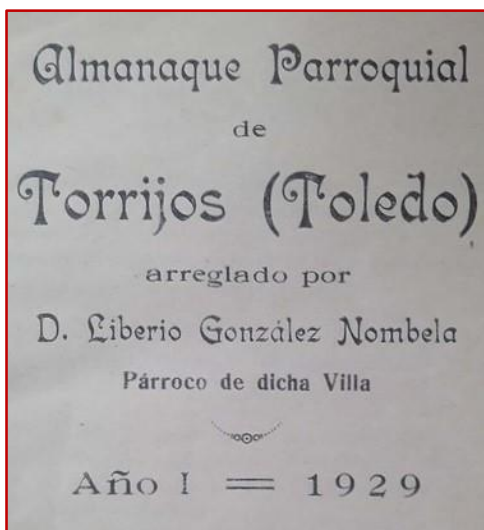 Almanaque Parroquial
de
Torrijos (Toledo)
arreglado por
D. Liberio González Nombela
Párroco de dicha Villa
Año I = 1929